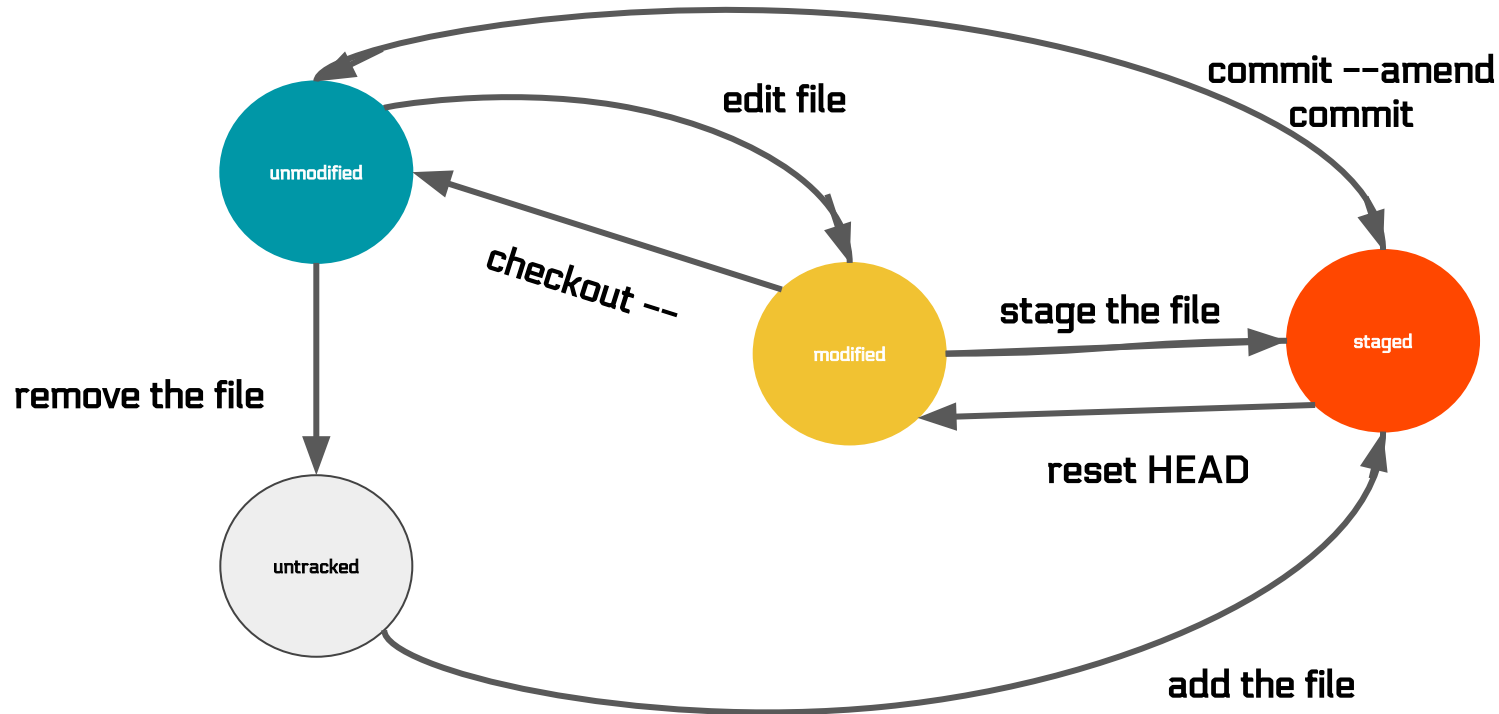 commit --amend
commit
edit file
unmodified
checkout --
stage the file
modified
staged
remove the file
reset HEAD
untracked
add the file